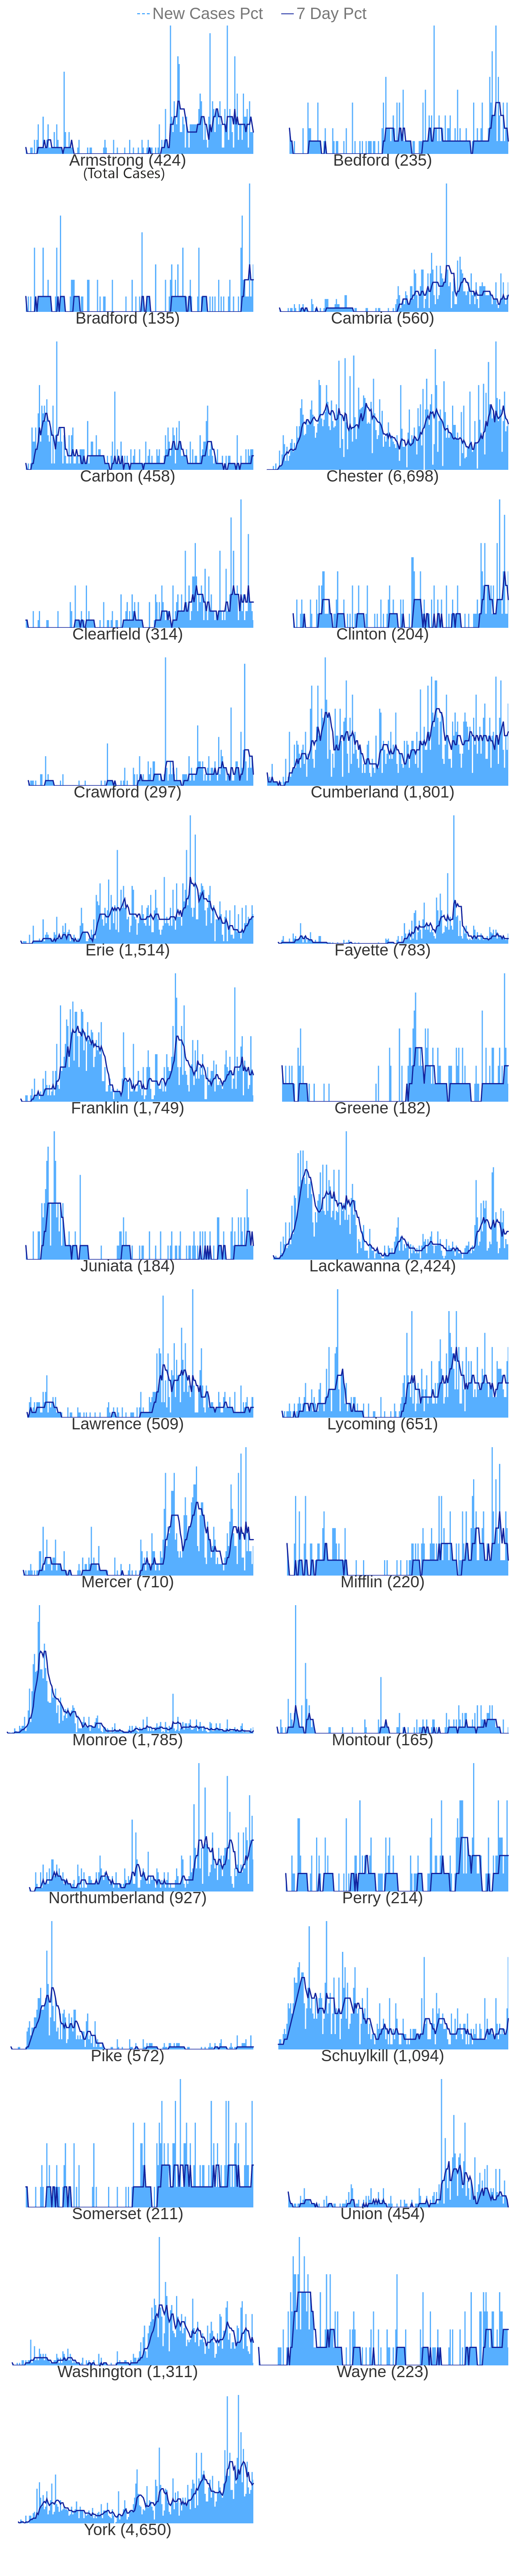 New Cases Pct 7 Day Pct
Armstrong (424) Bedford (235)
(Total Cases)
Bradford (135) Cambria (560)
Carbon (458) Chester (6,698)
Clearfield (314) Clinton (204)
Crawford (297) Cumberland (1,801)
Erie (1,514) Fayette (783)
Franklin (1,749) Greene (182)
Juniata (184) Lackawanna (2,424)
Lawrence (509) Lycoming (651)
Mercer (710) Mifflin (220)
Monroe (1,785) Montour (165)
Northumberland (927) Perry (214)
Pike (572) Schuylkill (1,094)
Somerset (211) Union (454)
Washington (1,311) Wayne (223)
York (4,650)